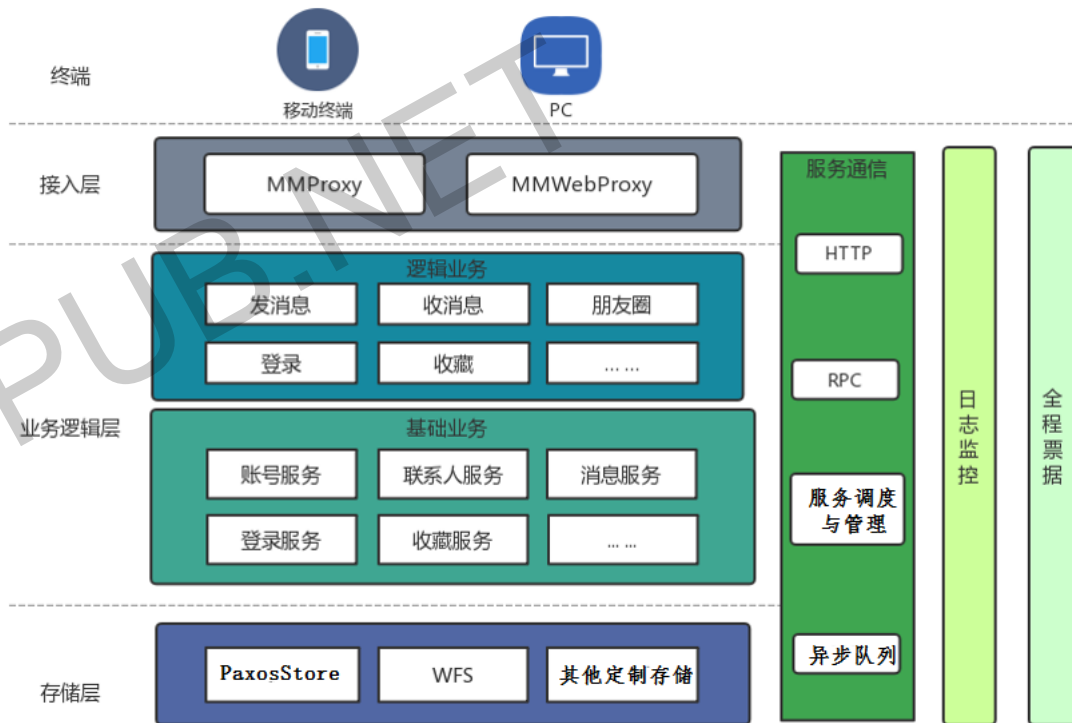 终端
移动终端
PC
接入层
MMProxy
MMWebProxy
业务逻辑层
逻辑业务
发消息
收消息
朋友圈
登录
收藏
... ...
基础业务
账号服务
联系人服务
消息服务
登录服务
收藏服务
... ...
存储层
PaxosStore
WFS
其他定制存储
服务通信
HTTP
RPC
服务调度
与管理
异步队列
日志监控
全程票据
PUB.NET